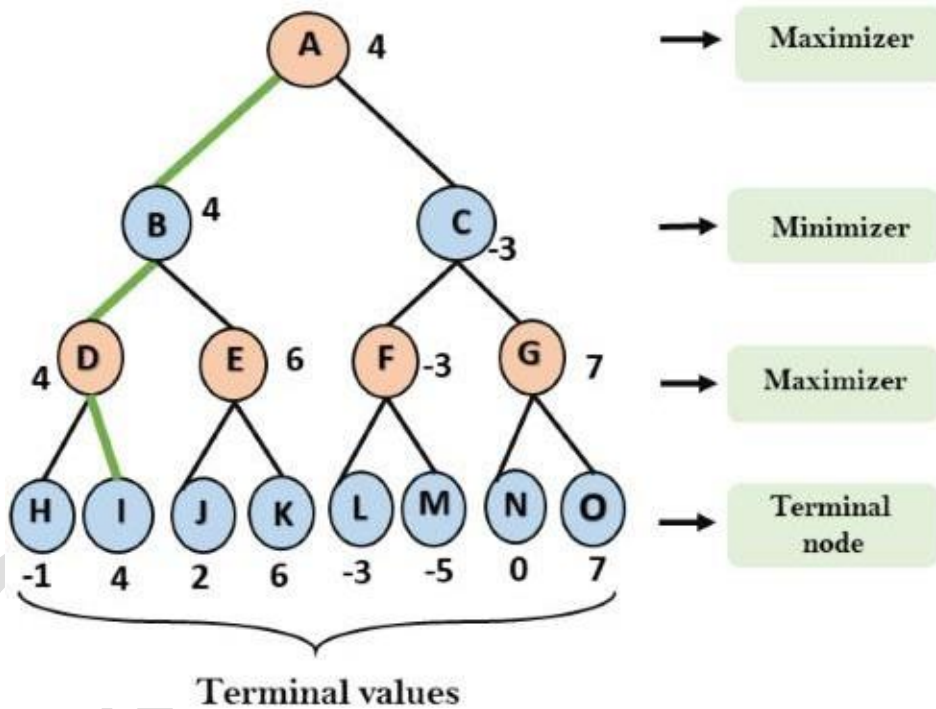 A 4 Maximizer
B 4 C -3 Minimizer
4 D E 6 F -3 G 7 Maximizer
H I J K L M N O Terminal
node
-1 4 2 6 -3 -5 0 7
Terminal values